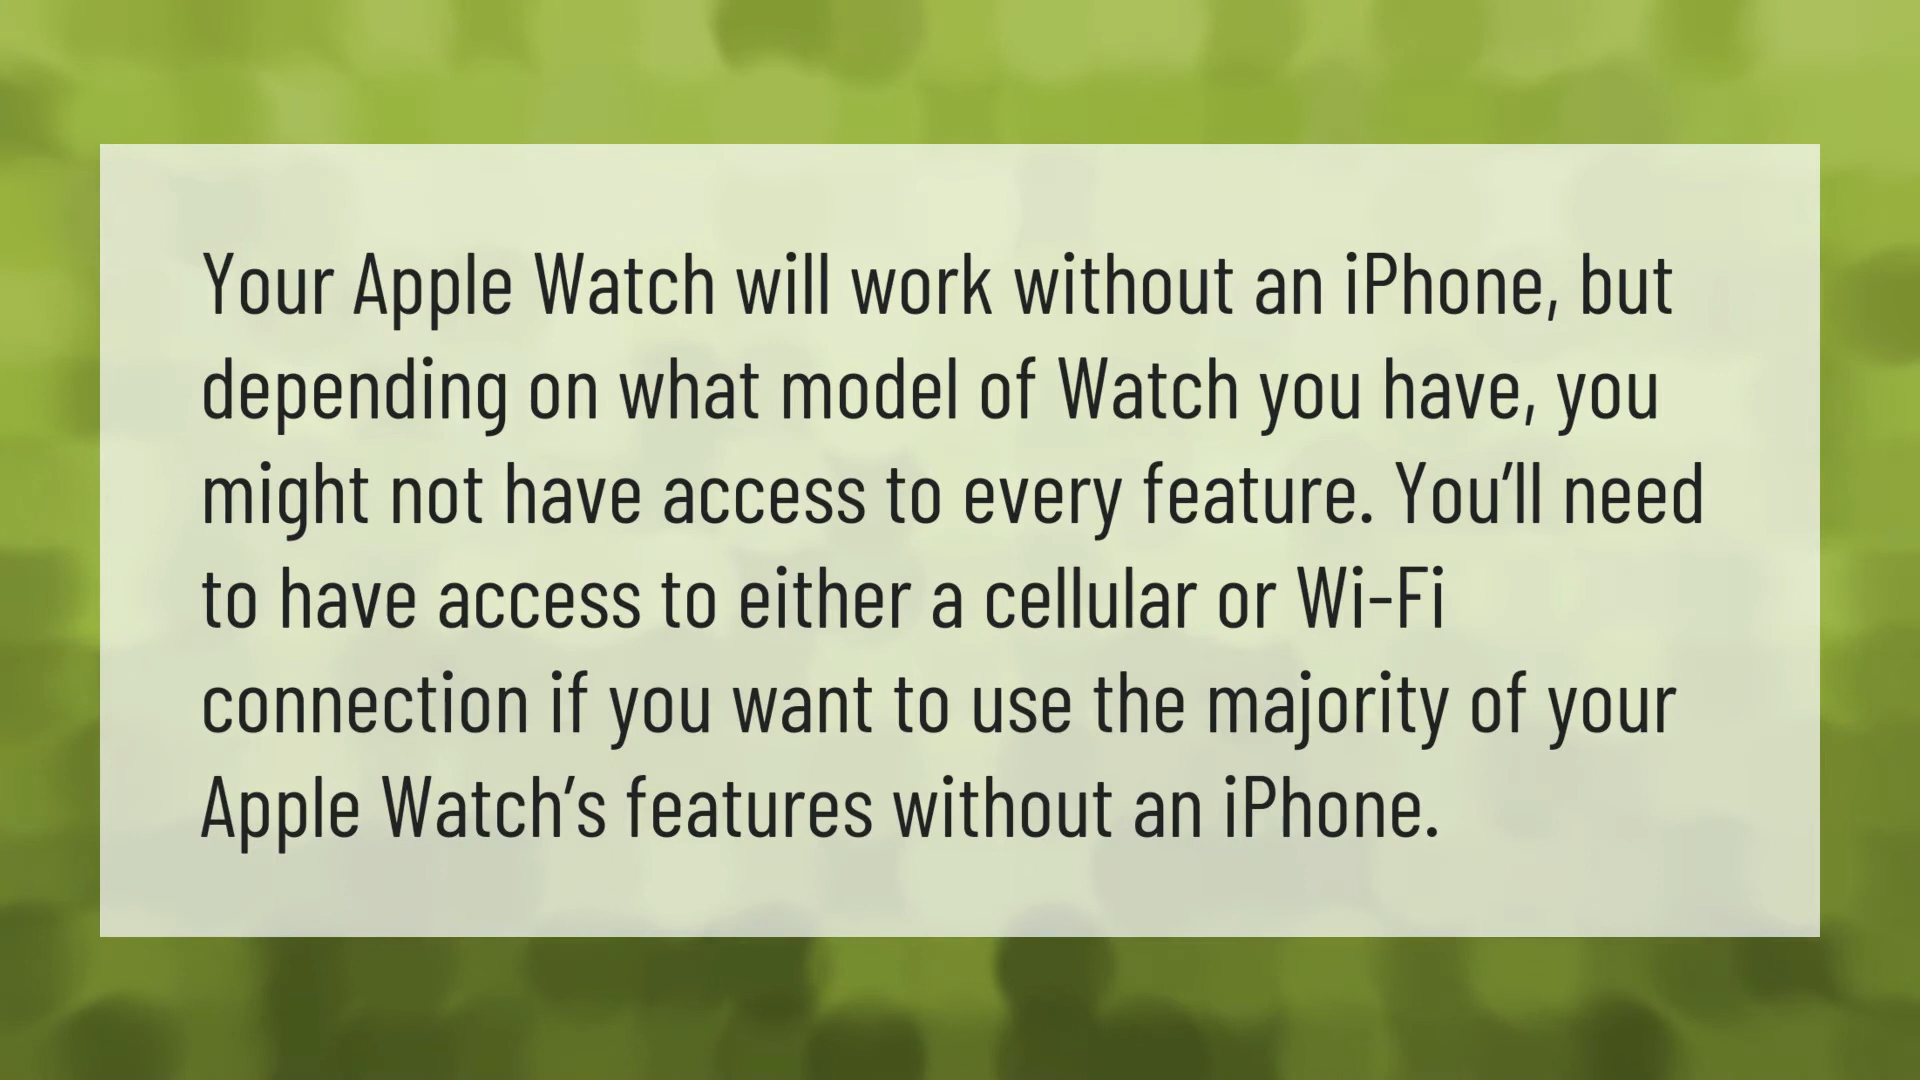 Your Apple Watch will work without an iPhone, but
depending on what model of Watch you have, you
might not have access to every feature. You’ll need
to have access to either a cellular or Wi-Fi
connection if you want to use the majority of your
Apple Watch’s features without an iPhone.